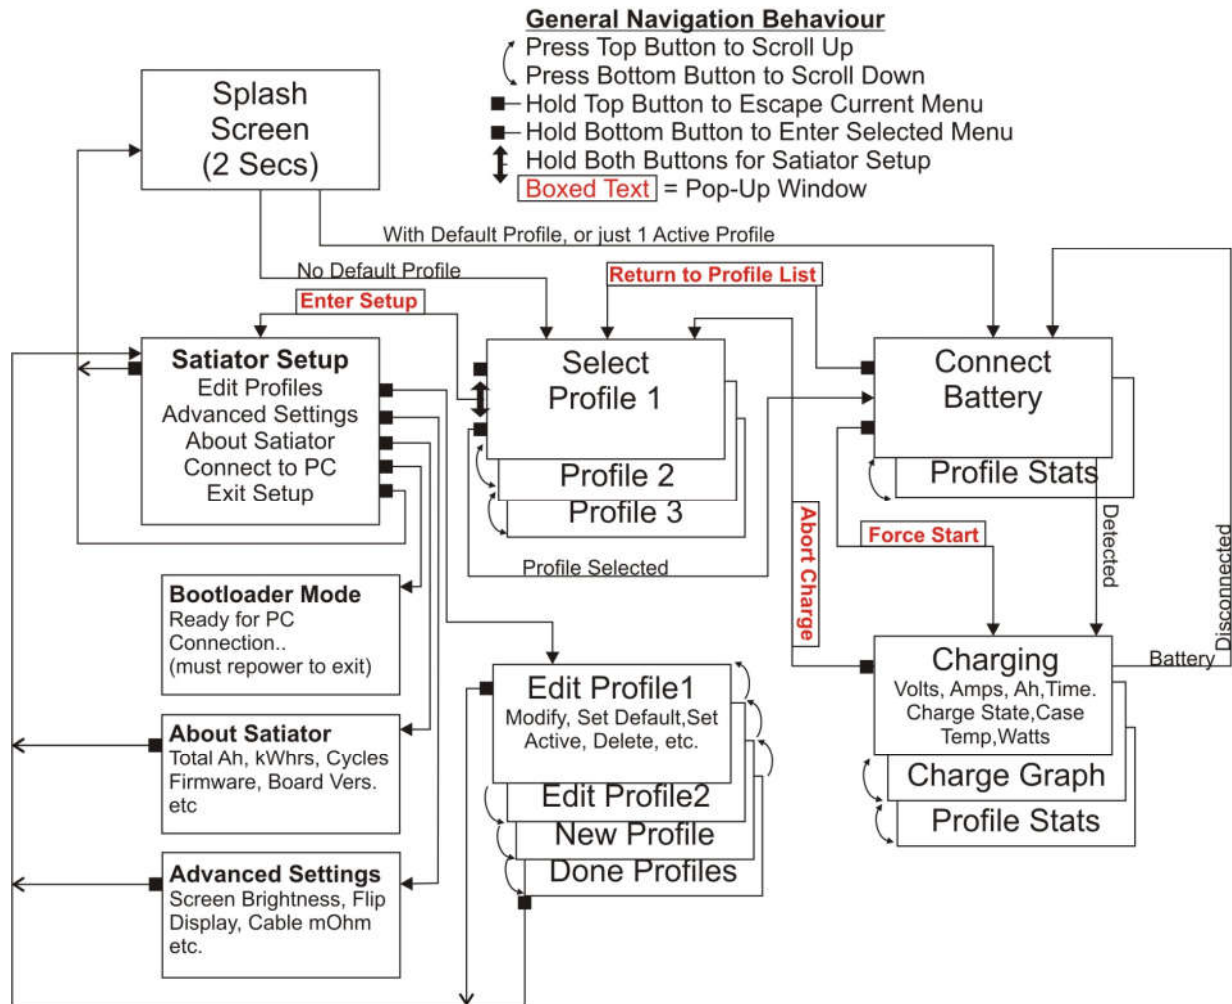 General Navigation Behaviour
Press Top Button to Scroll Up
Press Bottom Button to Scroll Down
Hold Top Button to Escape Current Menu
Hold Bottom Button to Enter Selected Menu
Hold Both Buttons for Satiator Setup
Boxed Text = Pop-Up Window
Splash
Screen
(2 Secs)
With Default Profile, or just 1 Active Profile
No Default Profile
Return to Profile List
Enter Setup
Satiator Setup
Edit Profiles
Advanced Settings
About Satiator
Connect to PC
Exit Setup
Select
Profile 1
Profile 2
Profile 3
Profile Selected
Connect
Battery
Profile Stats
Abort Charge
Force Start
Detected
Disconnected
Battery
Bootloader Mode
Ready for PC
Connection..
(must repower to exit)
About Satiator
Total Ah, kWhrs, Cycles
Firmware, Board Vers.
etc
Advanced Settings
Screen Brightness, Flip
Display, Cable mOhm
etc.
Edit Profile1
Modify, Set Default,Set
Active, Delete, etc.
Edit Profile2
New Profile
Done Profiles
Charging
Volts, Amps, Ah,Time.
Charge State,Case
Temp,Watts
Charge Graph
Profile Stats